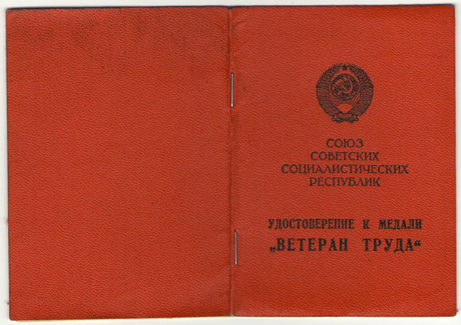 СОЮЗ
СОВЕТСКИХ
СОЦИАЛИСТИЧЕСКИХ
РЕСПУБЛИК
УДОСТОВЕРЕНИЕ К МЕДАЛИ
„ВЕТЕРАН ТРУДА“